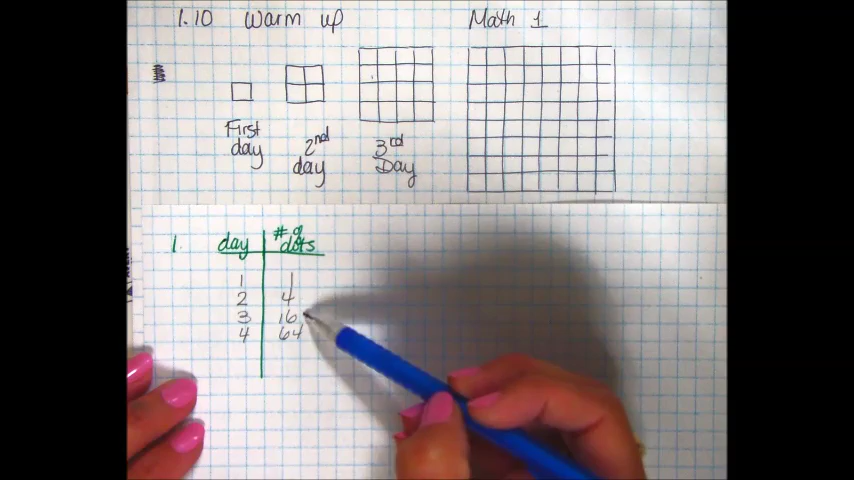 1.10 Warm up Math 1
First day
2nd day
3rd Day
1. day # of dots
1 1
2 4
3 16
4 64